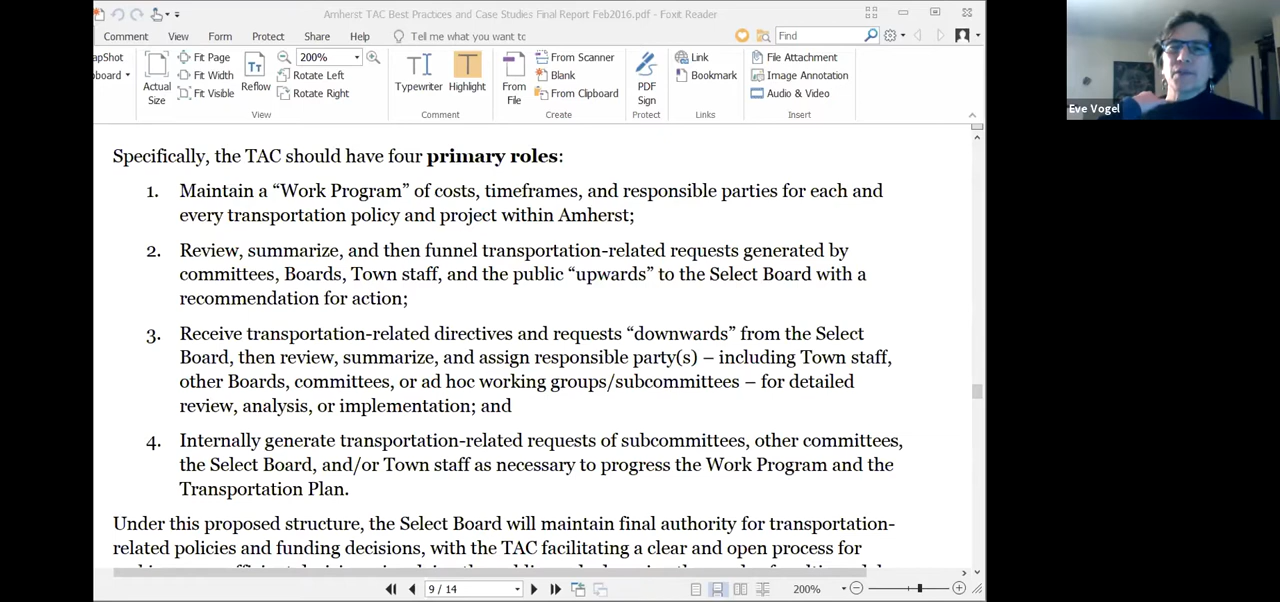 Amherst TAC Best Practices and Case Studies Final Report Feb2016.pdf - Foxit Reader
Comment View Form Protect Share Help Tell me what you want to Find
apShot
board
Actual
Size
Fit Page
Fit Width
Fit Visible
Reflow
200%
Rotate Left
Rotate Right
View
Typewriter Highlight
Comment
From
File
From Scanner
Blank
From Clipboard
Create
PDF
Sign
Protect
Link
Bookmark
Links
File Attachment
Image Annotation
Audio & Video
Insert
Eve Vogel
Specifically, the TAC should have four primary roles:
1. Maintain a “Work Program” of costs, timeframes, and responsible parties for each and
every transportation policy and project within Amherst;
2. Review, summarize, and then funnel transportation-related requests generated by
committees, Boards, Town staff, and the public “upwards” to the Select Board with a
recommendation for action;
3. Receive transportation-related directives and requests “downwards” from the Select
Board, then review, summarize, and assign responsible party(s) – including Town staff,
other Boards, committees, or ad hoc working groups/subcommittees – for detailed
review, analysis, or implementation; and
4. Internally generate transportation-related requests of subcommittees, other committees,
the Select Board, and/or Town staff as necessary to progress the Work Program and the
Transportation Plan.
Under this proposed structure, the Select Board will maintain final authority for transportation-
related policies and funding decisions, with the TAC facilitating a clear and open process for
9 / 14 200%